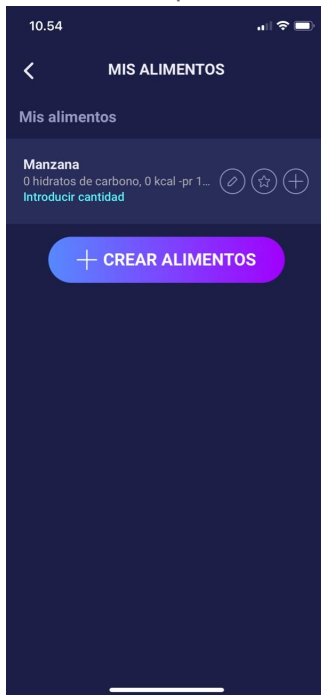 10.54
MIS ALIMENTOS
Mis alimentos
Manzana
0 hidratos de carbono, 0 kcal -pr 1...
Introducir cantidad
CREAR ALIMENTOS